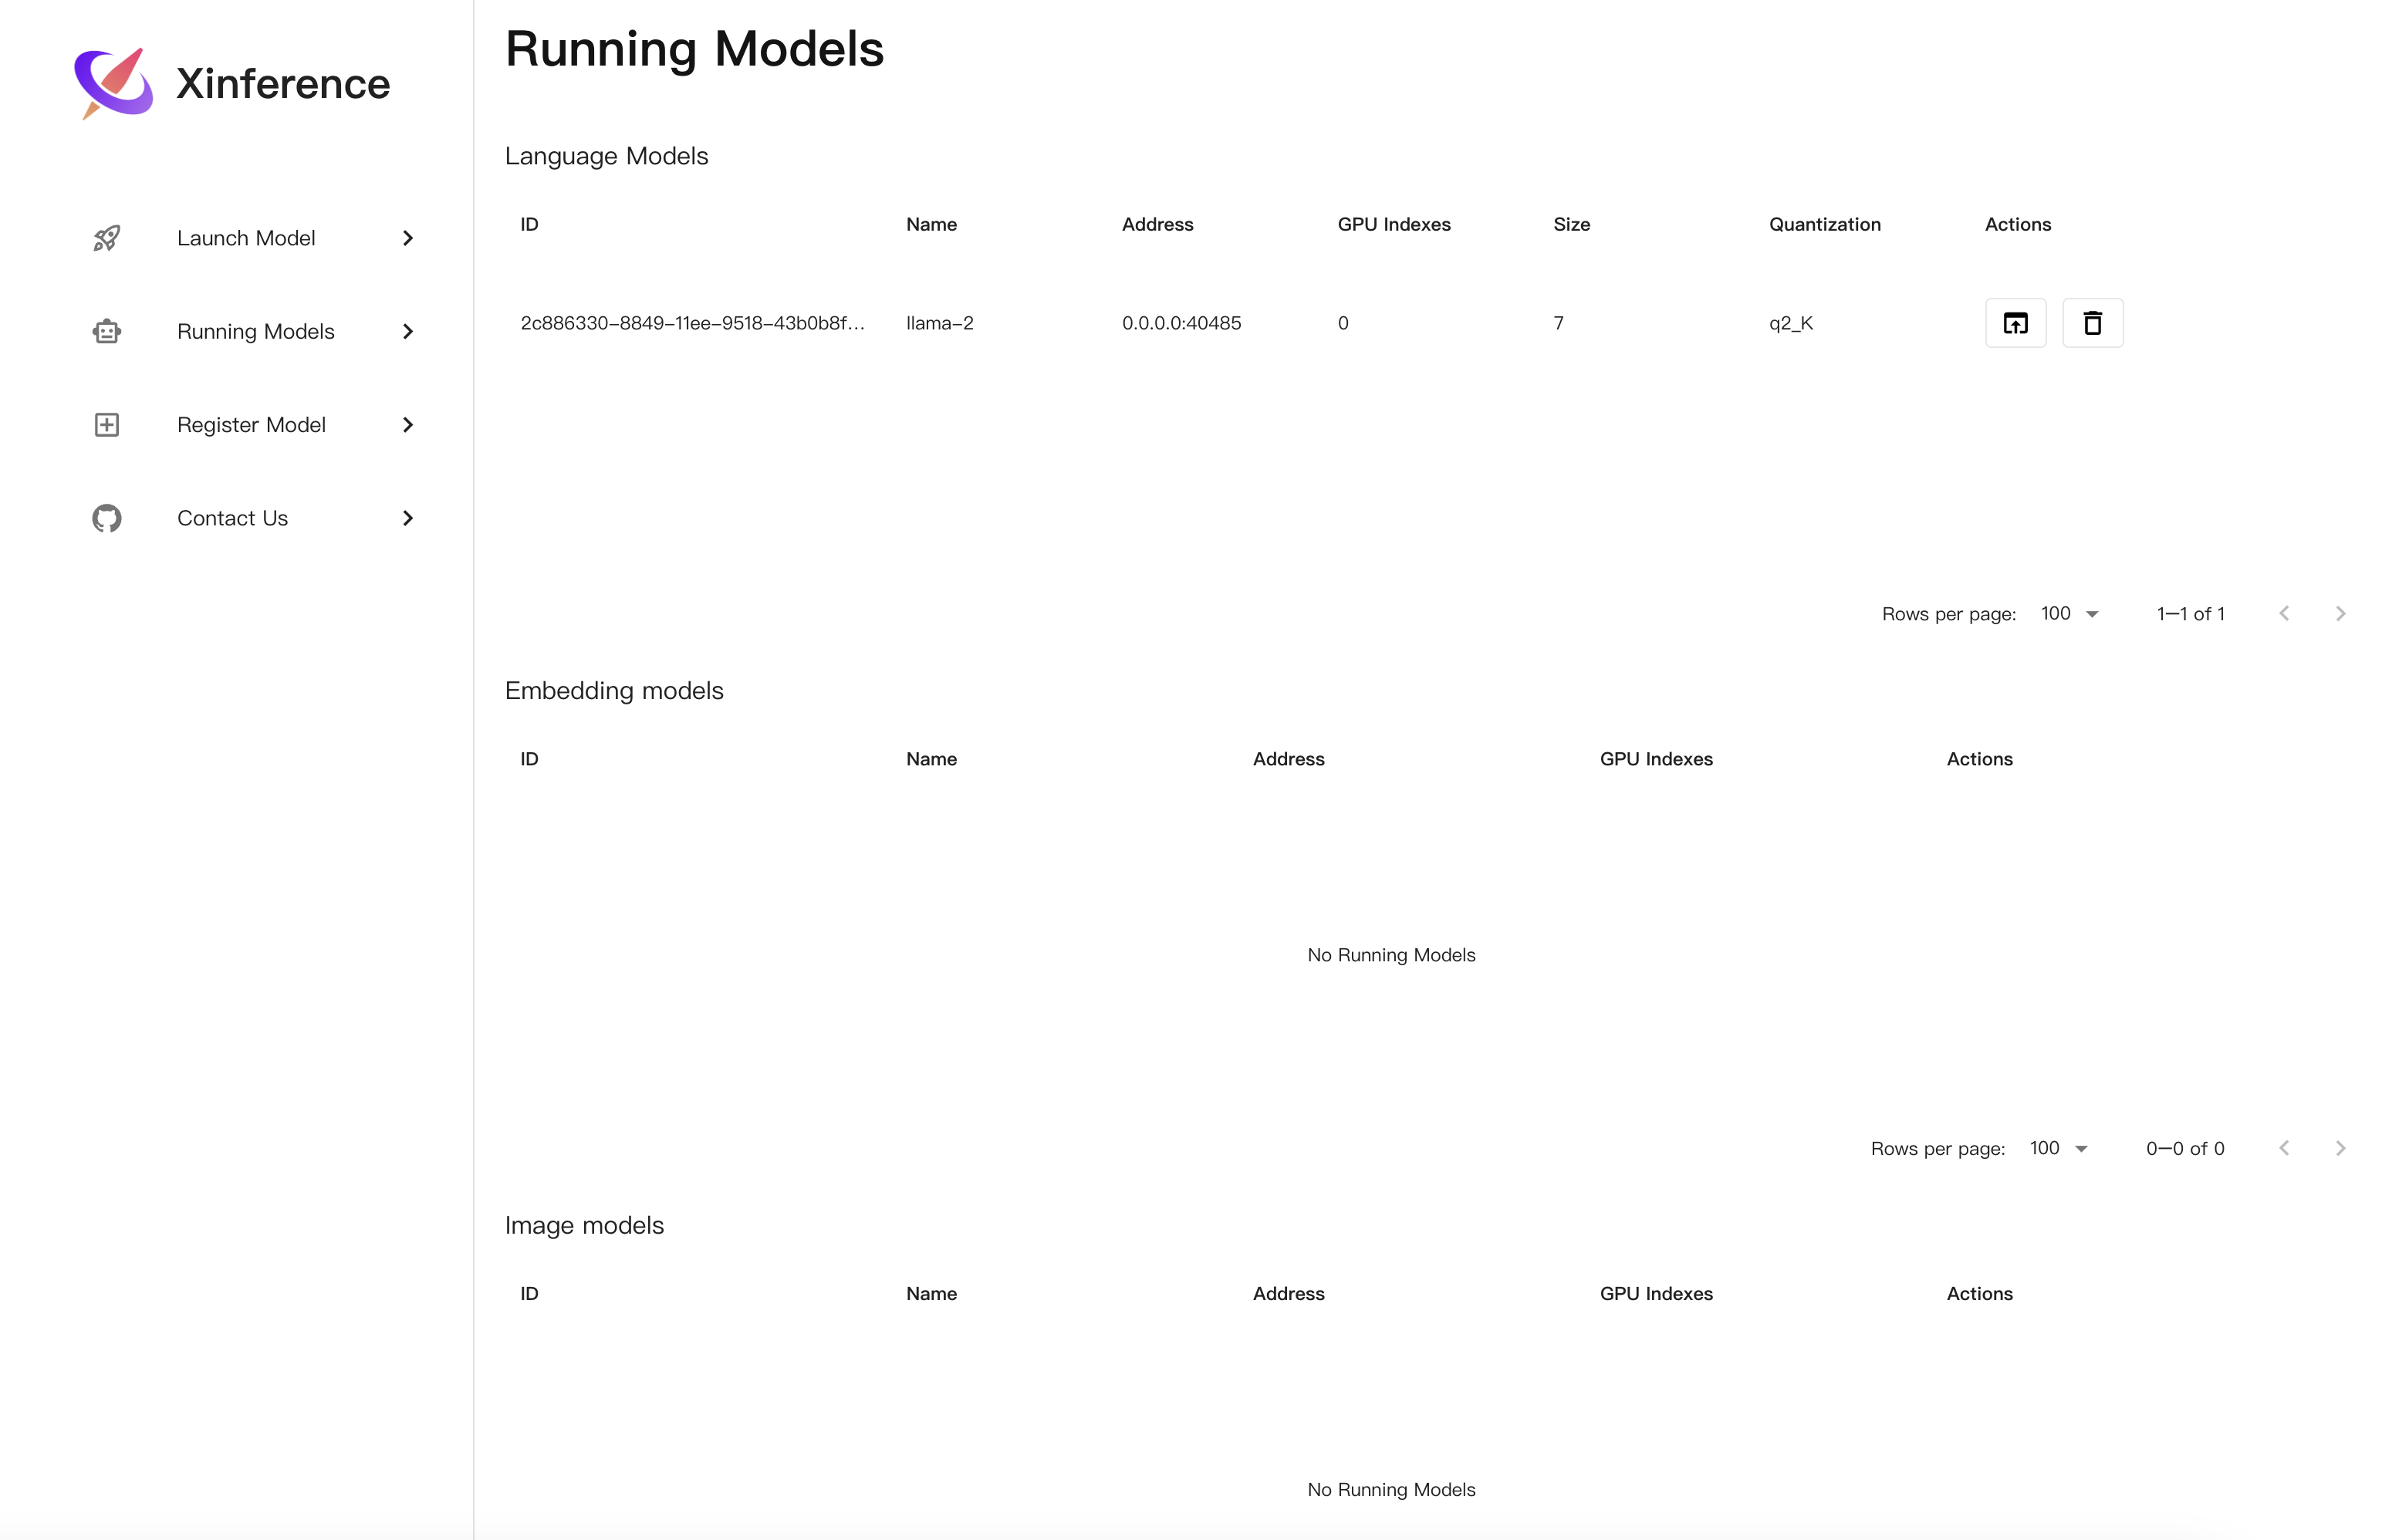 Xinference
Launch Model
Running Models
Register Model
Contact Us
Running Models
Language Models
ID Name Address GPU Indexes Size Quantization Actions
2c886330-8849-11ee-9518-43b0b8f... llama-2 0.0.0.0:40485 0 7 q2_K
Rows per page: 100 1–1 of 1
Embedding models
ID Name Address GPU Indexes Actions
No Running Models
Rows per page: 100 0–0 of 0
Image models
ID Name Address GPU Indexes Actions
No Running Models